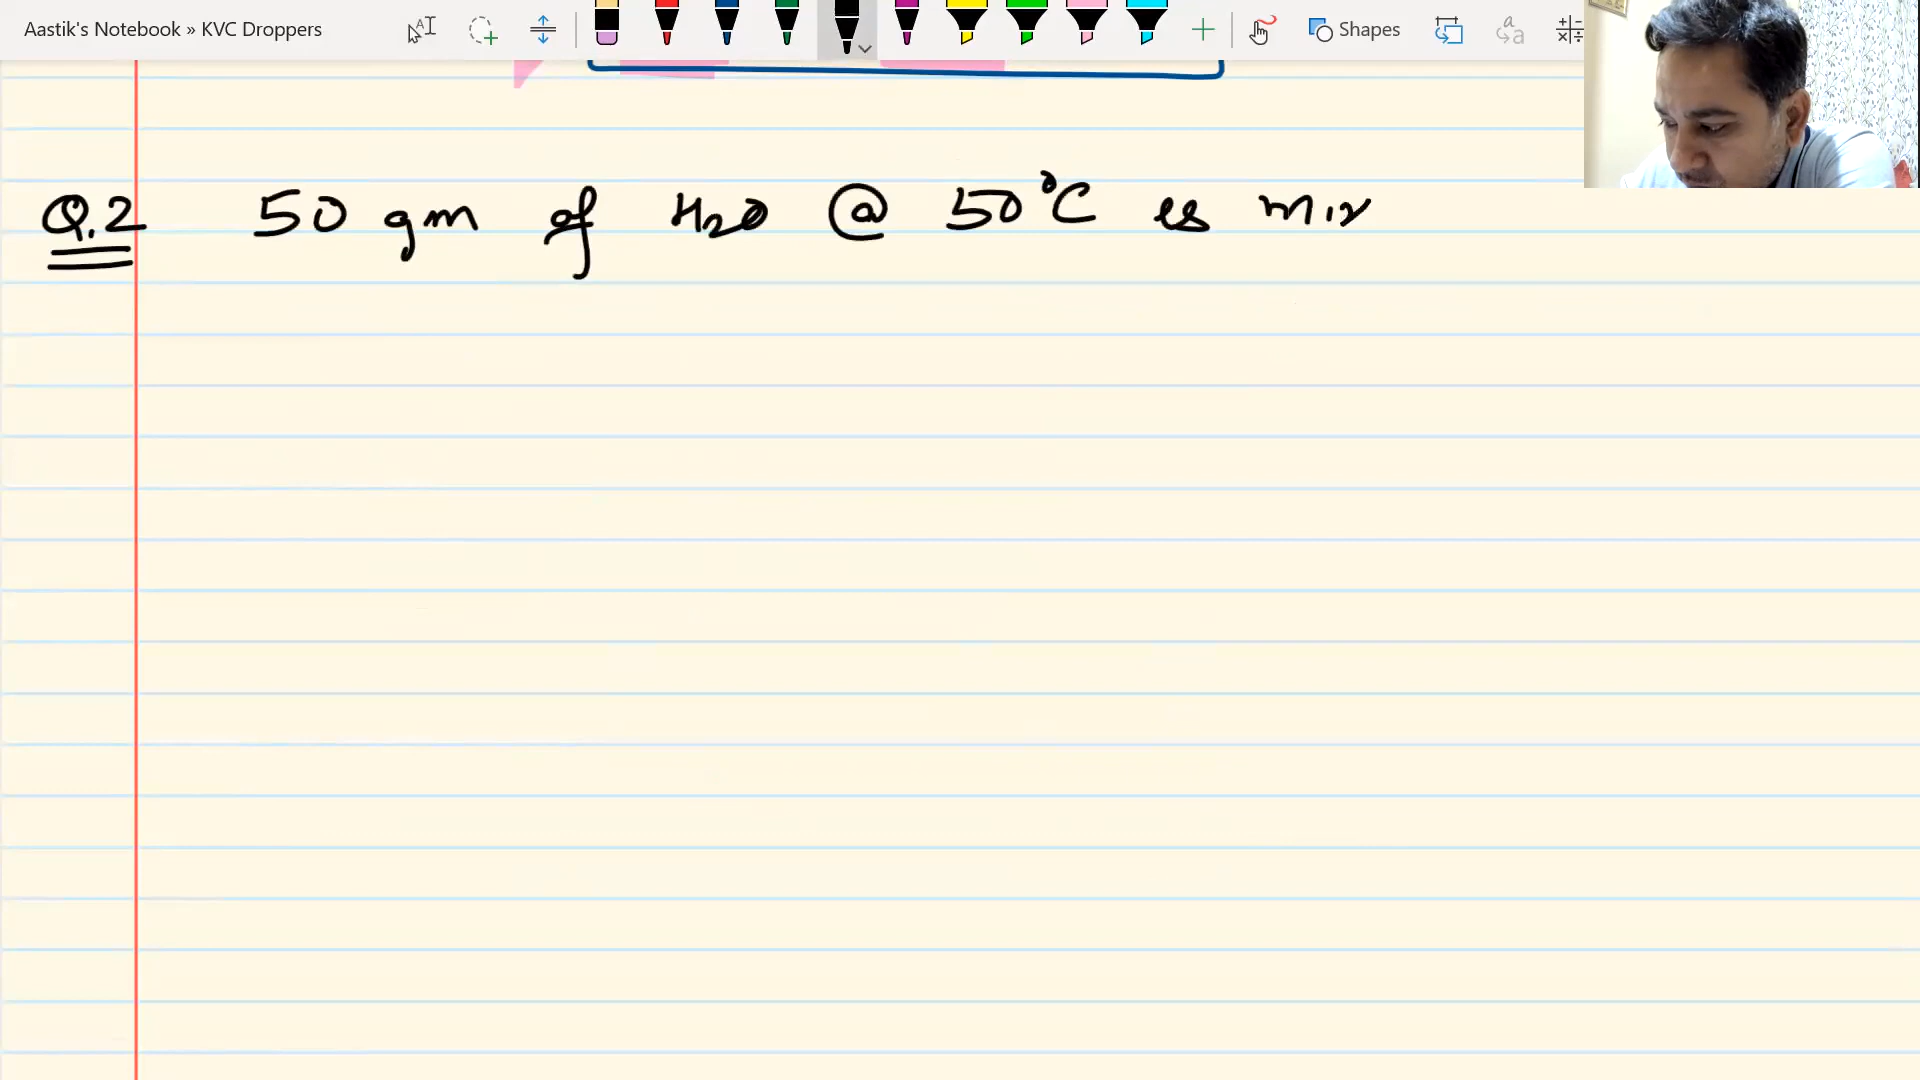 Aastik's Notebook » KVC Droppers
Shapes
Q.2 50 gm of H2O @ 50°C is mix